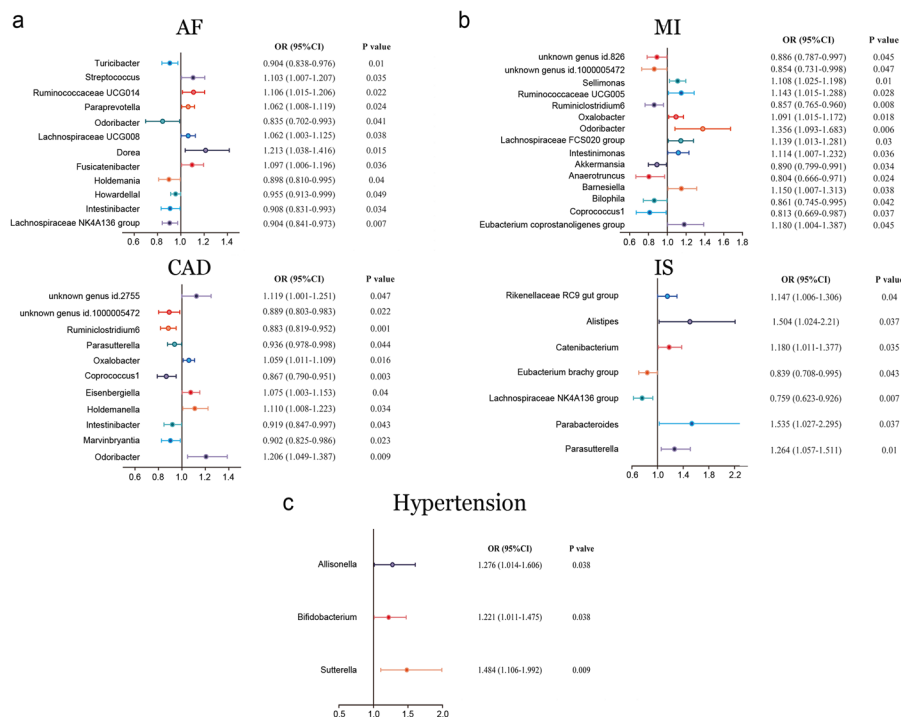 a
AF
OR (95%CI) P value
Turicibacter 0.904 (0.838-0.976) 0.01
Streptococcus 1.103 (1.007-1.207) 0.035
Ruminococcaceae UCG014 1.106 (1.015-1.206) 0.022
Paraprevotella 1.062 (1.008-1.119) 0.024
Odoribacter 0.835 (0.702-0.993) 0.041
Lachnospiraceae UCG008 1.062 (1.003-1.125) 0.038
Dorea 1.213 (1.038-1.416) 0.015
Fusicatenibacter 1.097 (1.006-1.196) 0.036
Holdemania 0.898 (0.810-0.995) 0.04
Howardellal 0.955 (0.913-0.999) 0.049
Intestinibacter 0.908 (0.831-0.993) 0.034
Lachnospiraceae NK4A136 group 0.904 (0.841-0.973) 0.007
0.6 0.8 1.0 1.2 1.4
CAD
OR (95%CI) P value
unknown genus id.2755 1.119 (1.001-1.251) 0.047
unknown genus id.1000005472 0.889 (0.803-0.983) 0.022
Ruminiclostridium6 0.883 (0.819-0.952) 0.001
Parasutterella 0.936 (0.978-0.998) 0.044
Oxalobacter 1.059 (1.011-1.109) 0.016
Coprococcus1 0.867 (0.790-0.951) 0.003
Eisenbergiella 1.075 (1.003-1.153) 0.04
Holdemanella 1.110 (1.008-1.223) 0.034
Intestinibacter 0.919 (0.847-0.997) 0.043
Marvinbryantia 0.902 (0.825-0.986) 0.023
Odoribacter 1.206 (1.049-1.387) 0.009
0.6 0.8 1.0 1.2 1.4
b
MI
OR (95%CI) P value
unknown genus id.826 0.886 (0.787-0.997) 0.045
unknown genus id.1000005472 0.854 (0.731-0.998) 0.047
Sellimonas 1.108 (1.025-1.198) 0.01
Ruminococcaceae UCG005 1.143 (1.015-1.288) 0.028
Ruminiclostridium6 0.857 (0.765-0.960) 0.008
Oxalobacter 1.091 (1.015-1.172) 0.018
Odoribacter 1.356 (1.093-1.683) 0.006
Lachnospiraceae FCS020 group 1.139 (1.013-1.281) 0.03
Intestinimonas 1.114 (1.007-1.232) 0.036
Akkermansia 0.890 (0.799-0.991) 0.034
Anaerotruncus 0.804 (0.666-0.971) 0.024
Barnesiella 1.150 (1.007-1.313) 0.038
Bilophila 0.861 (0.745-0.995) 0.042
Coprococcus1 0.813 (0.669-0.987) 0.037
Eubacterium coprostanoligenes group 1.180 (1.004-1.387) 0.045
0.6 0.8 1.0 1.2 1.4 1.6 1.8
IS
OR (95%CI) P value
Rikenellaceae RC9 gut group 1.147 (1.006-1.306) 0.04
Alistipes 1.504 (1.024-2.21) 0.037
Catenibacterium 1.180 (1.011-1.377) 0.035
Eubacterium brachy group 0.839 (0.708-0.995) 0.043
Lachnospiraceae NK4A136 group 0.759 (0.623-0.926) 0.007
Parabacteroides 1.535 (1.027-2.295) 0.037
Parasutterella 1.264 (1.057-1.511) 0.01
0.6 1.0 1.4 1.8 2.2
c
Hypertension
OR (95%CI) P valve
Allisonella 1.276 (1.014-1.606) 0.038
Bifidobacterium 1.221 (1.011-1.475) 0.038
Sutterella 1.484 (1.106-1.992) 0.009
0.5 1.0 1.5 2.0